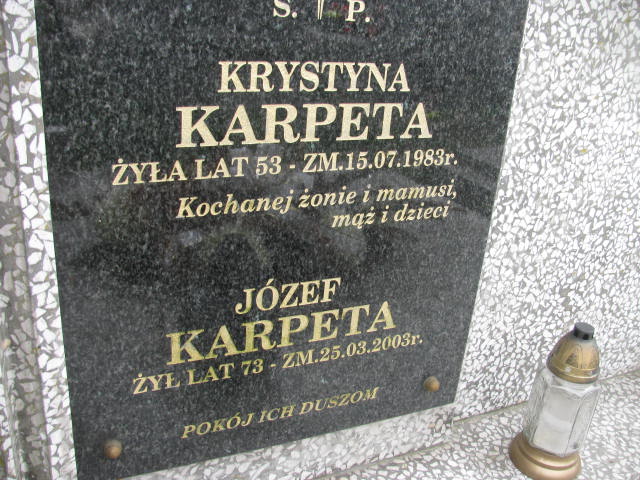 Ś. P.
KRYSTYNA
KARPETA
ŻYŁA LAT 53 - ZM.15.07.1983r.
Kochanej żonie i mamusi,
mąż i dzieci
JÓZEF
KARPETA
ŻYŁ LAT 73 - ZM.25.03.2003r.
POKÓJ ICH DUSZOM